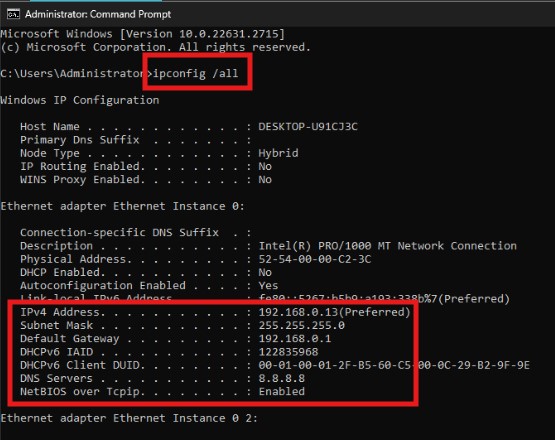 Administrator: Command Prompt
Microsoft Windows [Version 10.0.22631.2715]
(c) Microsoft Corporation. All rights reserved.
C:\Users\Administrator>ipconfig /all
Windows IP Configuration
Host Name . . . . . . . . . . . . : DESKTOP-U91CJ3C
Primary Dns Suffix . . . . . . . :
Node Type . . . . . . . . . . . . : Hybrid
IP Routing Enabled. . . . . . . . : No
WINS Proxy Enabled. . . . . . . . : No
Ethernet adapter Ethernet Instance 0:
Connection-specific DNS Suffix . :
Description . . . . . . . . . . . : Intel(R) PRO/1000 MT Network Connection
Physical Address. . . . . . . . . : 52-54-00-00-C2-3C
DHCP Enabled. . . . . . . . . . . : No
Autoconfiguration Enabled . . . . : Yes
Link-local IPv6 Address . . . . . : fe80::5267:b5b9:a193:338b%7(Preferred)
IPv4 Address. . . . . . . . . . . : 192.168.0.13(Preferred)
Subnet Mask . . . . . . . . . . . : 255.255.255.0
Default Gateway . . . . . . . . . : 192.168.0.1
DHCPv6 IAID . . . . . . . . . . . : 122835968
DHCPv6 Client DUID. . . . . . . . : 00-01-00-01-2F-B5-60-C5-00-0C-29-B2-9F-9E
DNS Servers . . . . . . . . . . . : 8.8.8.8
NetBIOS over Tcpip. . . . . . . . : Enabled
Ethernet adapter Ethernet Instance 0 2: